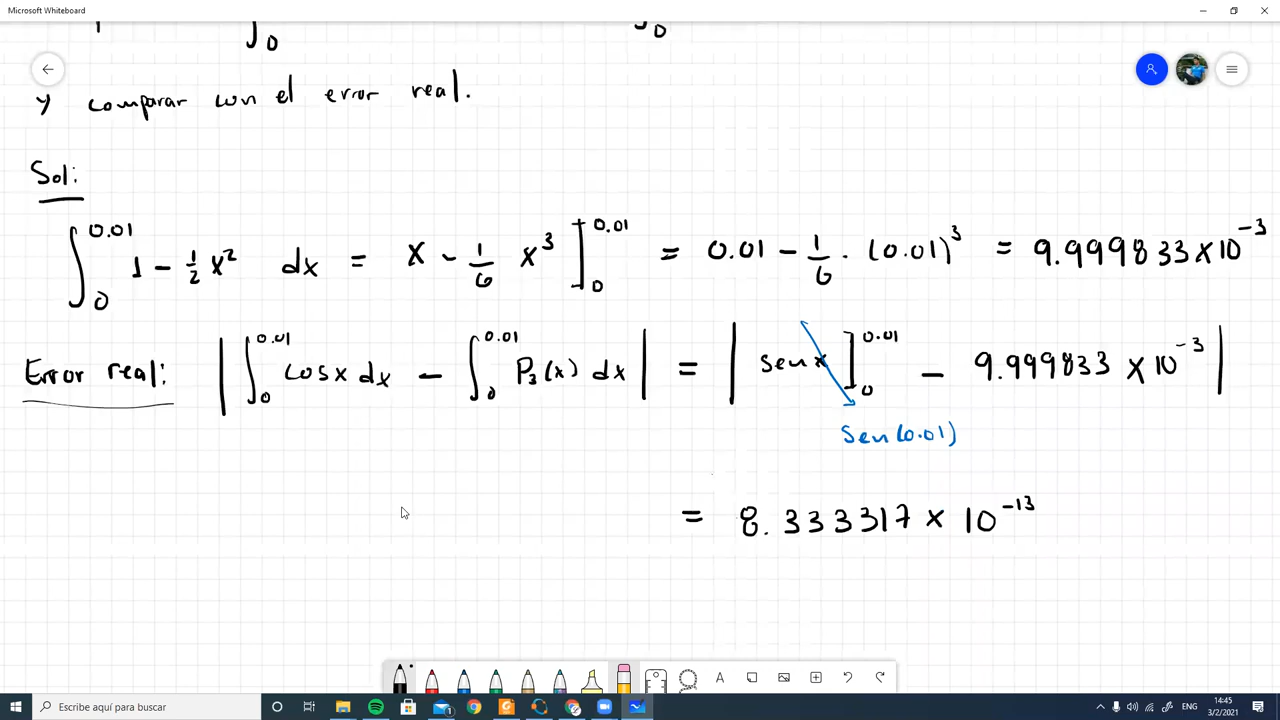 Microsoft Whiteboard
∫₀
∫₀
y comparar con el error real.
Sol:
∫₀^0.01 1 - 1/2 x² dx = x - 1/6 x³ ]₀^0.01 = 0.01 - 1/6 · (0.01)³ = 9.999833 x 10⁻³
Error real: | ∫₀^0.01 cosx dx - ∫₀^0.01 P₃(x) dx | = | sen x ]₀^0.01 - 9.999833 x 10⁻³ |
Sen(0.01)
= 8.333317 x 10⁻¹³
Escribe aquí para buscar
ENG
14:45
3/2/2021